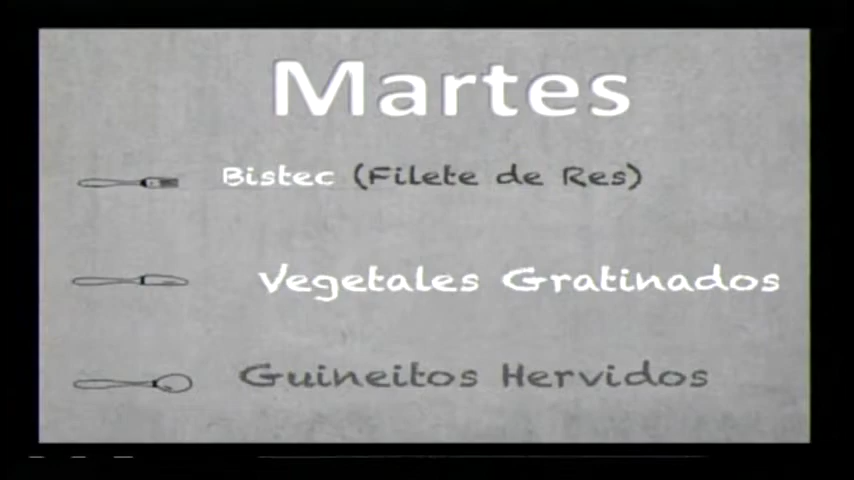 Martes
Bistec (Filete de Res)
Vegetales Gratinados
Guineitos Hervidos